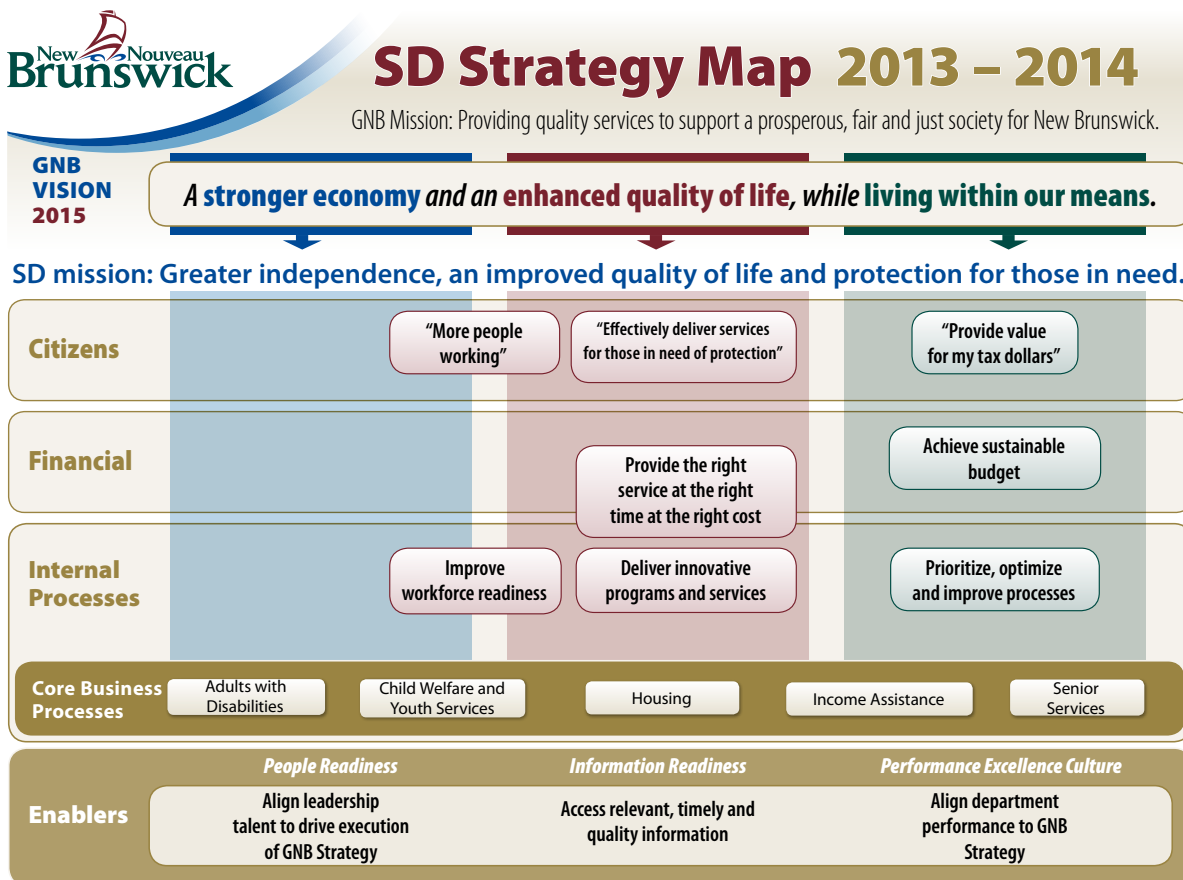 New Nouveau
Brunswick
SD Strategy Map 2013 – 2014
GNB Mission: Providing quality services to support a prosperous, fair and just society for New Brunswick.
GNB
VISION
2015
A stronger economy and an enhanced quality of life, while living within our means.
SD mission: Greater independence, an improved quality of life and protection for those in need.
Citizens
“More people
working”
“Effectively deliver services
for those in need of protection”
“Provide value
for my tax dollars”
Financial
Provide the right
service at the right
time at the right cost
Achieve sustainable
budget
Internal
Processes
Improve
workforce readiness
Deliver innovative
programs and services
Prioritize, optimize
and improve processes
Core Business
Processes
Adults with
Disabilities
Child Welfare and
Youth Services
Housing
Income Assistance
Senior
Services
Enablers
People Readiness
Align leadership
talent to drive execution
of GNB Strategy
Information Readiness
Access relevant, timely and
quality information
Performance Excellence Culture
Align department
performance to GNB
Strategy